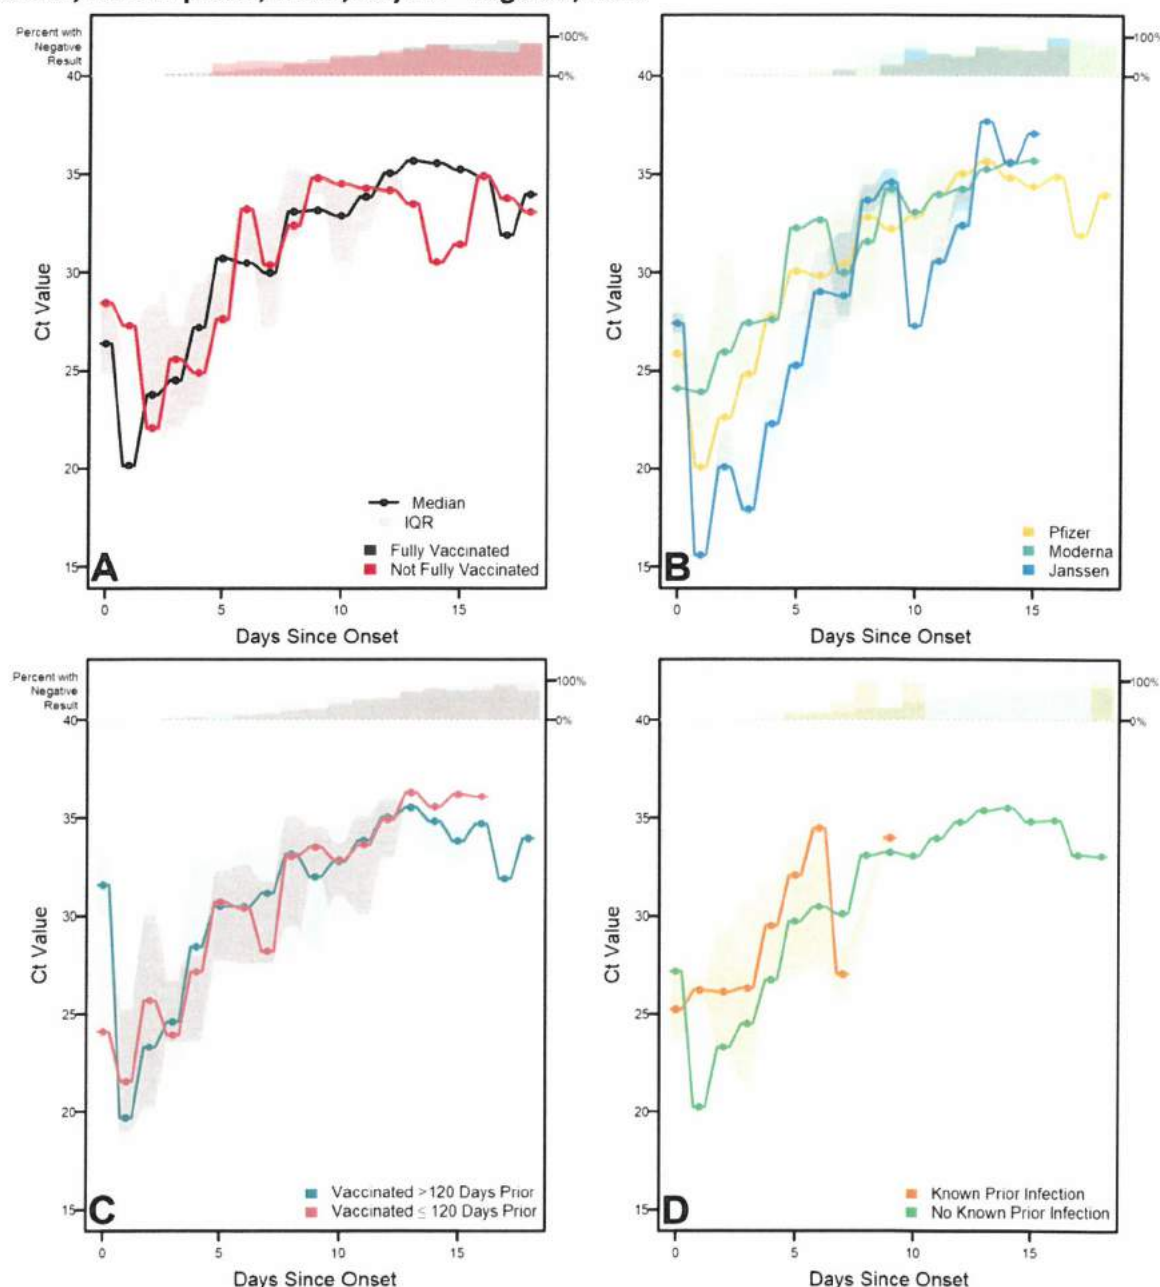 Percent with
Negative
Result
100%
0%
40
35
30
25
20
15
Ct Value
Median
IQR
Fully Vaccinated
Not Fully Vaccinated
A
0 5 10 15
Days Since Onset
100%
0%
40
35
30
25
20
15
Ct Value
Pfizer
Moderna
Janssen
B
0 5 10 15
Days Since Onset
Percent with
Negative
Result
100%
0%
40
35
30
25
20
15
Ct Value
Vaccinated >120 Days Prior
Vaccinated ≤ 120 Days Prior
C
0 5 10 15
Days Since Onset
100%
0%
40
35
30
25
20
15
Ct Value
Known Prior Infection
No Known Prior Infection
D
0 5 10 15
Days Since Onset